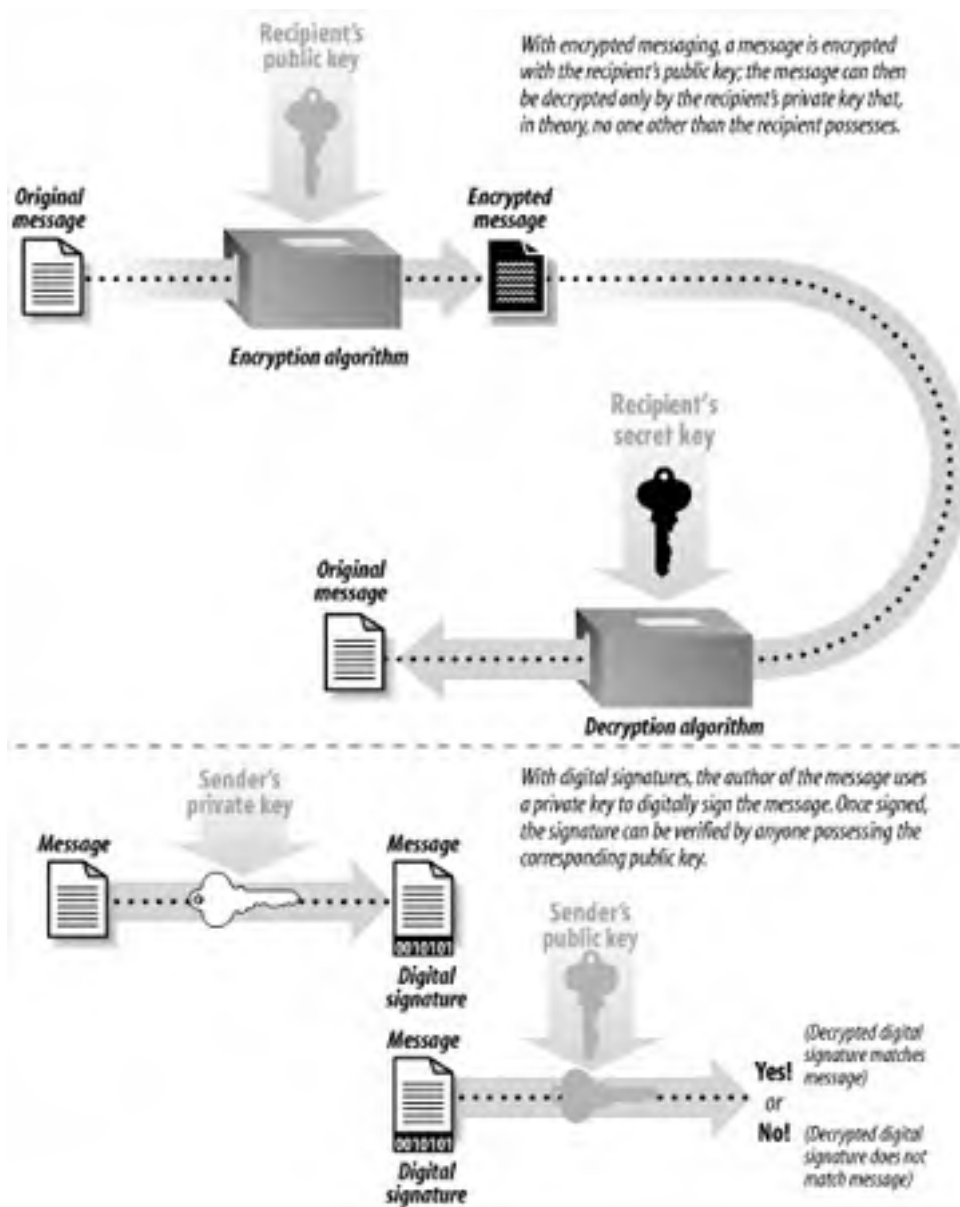 Recipient's
public key
With encrypted messaging, a message is encrypted
with the recipient's public key; the message can then
be decrypted only by the recipient's private key that,
in theory, no one other than the recipient possesses.
Original
message
Encrypted
message
Encryption algorithm
Recipient's
secret key
Original
message
Decryption algorithm
Sender's
private key
With digital signatures, the author of the message uses
a private key to digitally sign the message. Once signed,
the signature can be verified by anyone possessing the
corresponding public key.
Message
Message
0010101
Digital
signature
Sender's
public key
Message
0010101
Digital
signature
Yes!
(Decrypted digital
signature matches
message)
or
No!
(Decrypted digital
signature does not
match message)